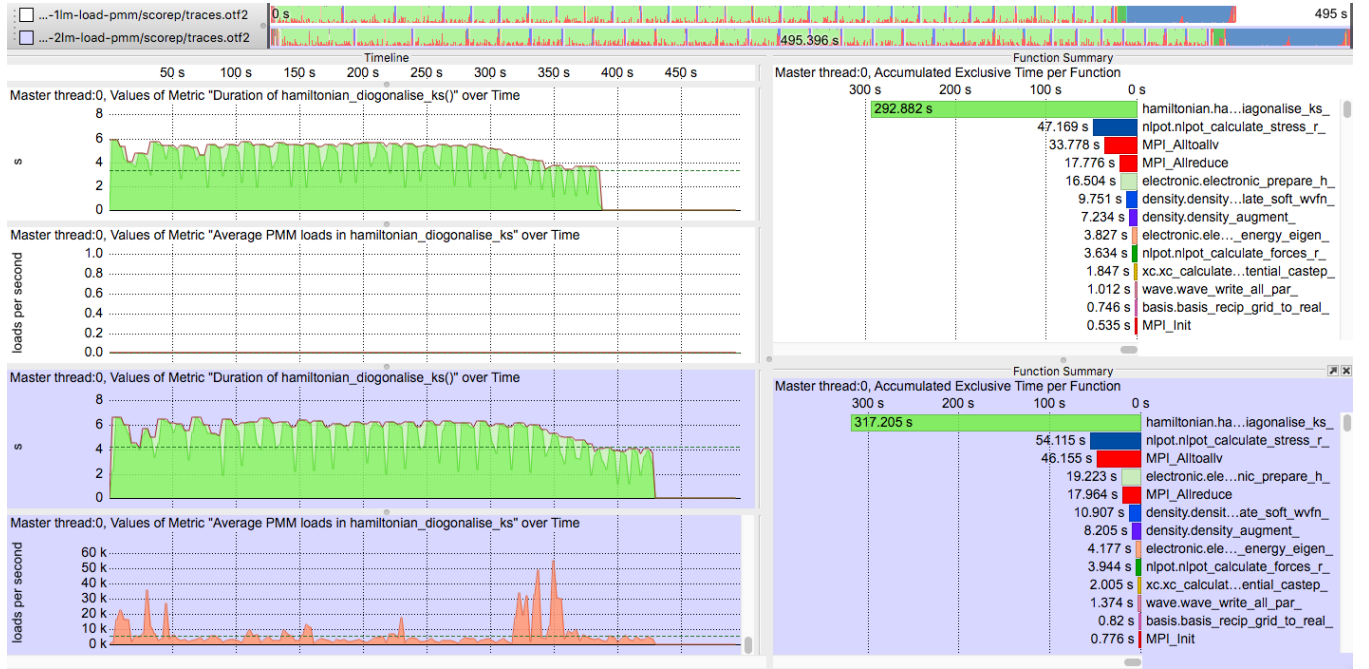 ...-1lm-load-pmm/scorep/traces.otf2
0 s
495 s
...-2lm-load-pmm/scorep/traces.otf2
495.396 s
Timeline
50 s 100 s 150 s 200 s 250 s 300 s 350 s 400 s 450 s
Master thread:0, Values of Metric "Duration of hamiltonian_diogonalise_ks()" over Time
8
6
4
2
0
s
Master thread:0, Values of Metric "Average PMM loads in hamiltonian_diogonalise_ks" over Time
1.0
0.8
0.6
0.4
0.2
0.0
loads per second
Master thread:0, Values of Metric "Duration of hamiltonian_diogonalise_ks()" over Time
8
6
4
2
0
s
Master thread:0, Values of Metric "Average PMM loads in hamiltonian_diogonalise_ks" over Time
60 k
50 k
40 k
30 k
20 k
10 k
0 k
loads per second
Function Summary
Master thread:0, Accumulated Exclusive Time per Function
300 s 200 s 100 s 0 s
292.882 s hamiltonian.ha...iagonalise_ks_
47.169 s nlpot.nlpot_calculate_stress_r_
33.778 s MPI_Alltoallv
17.776 s MPI_Allreduce
16.504 s electronic.electronic_prepare_h_
9.751 s density.density...late_soft_wvfn_
7.234 s density.density_augment_
3.827 s electronic.ele..._energy_eigen_
3.634 s nlpot.nlpot_calculate_forces_r_
1.847 s xc.xc_calculate...tential_castep_
1.012 s wave.wave_write_all_par_
0.746 s basis.basis_recip_grid_to_real_
0.535 s MPI_Init
Function Summary
Master thread:0, Accumulated Exclusive Time per Function
300 s 200 s 100 s 0 s
317.205 s hamiltonian.ha...iagonalise_ks_
54.115 s nlpot.nlpot_calculate_stress_r_
46.155 s MPI_Alltoallv
19.223 s electronic.ele...nic_prepare_h_
17.964 s MPI_Allreduce
10.907 s density.densit...ate_soft_wvfn_
8.205 s density.density_augment_
4.177 s electronic.ele..._energy_eigen_
3.944 s nlpot.nlpot_calculate_forces_r_
2.005 s xc.xc_calculat...ential_castep_
1.374 s wave.wave_write_all_par_
0.82 s basis.basis_recip_grid_to_real_
0.776 s MPI_Init